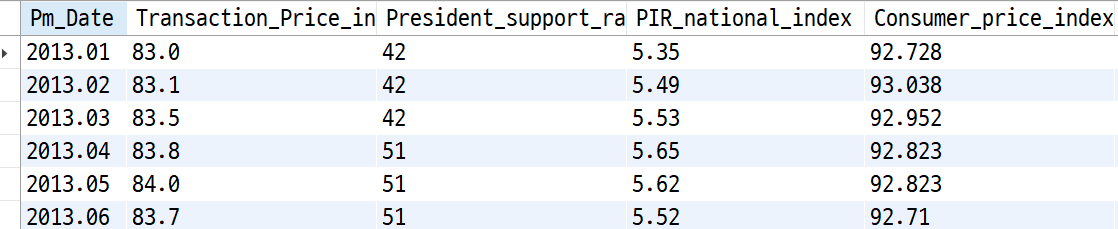 Pm_Date Transaction_Price_in President_support_ra PIR_national_index Consumer_price_index
2013.01 83.0 42 5.35 92.728
2013.02 83.1 42 5.49 93.038
2013.03 83.5 42 5.53 92.952
2013.04 83.8 51 5.65 92.823
2013.05 84.0 51 5.62 92.823
2013.06 83.7 51 5.52 92.71